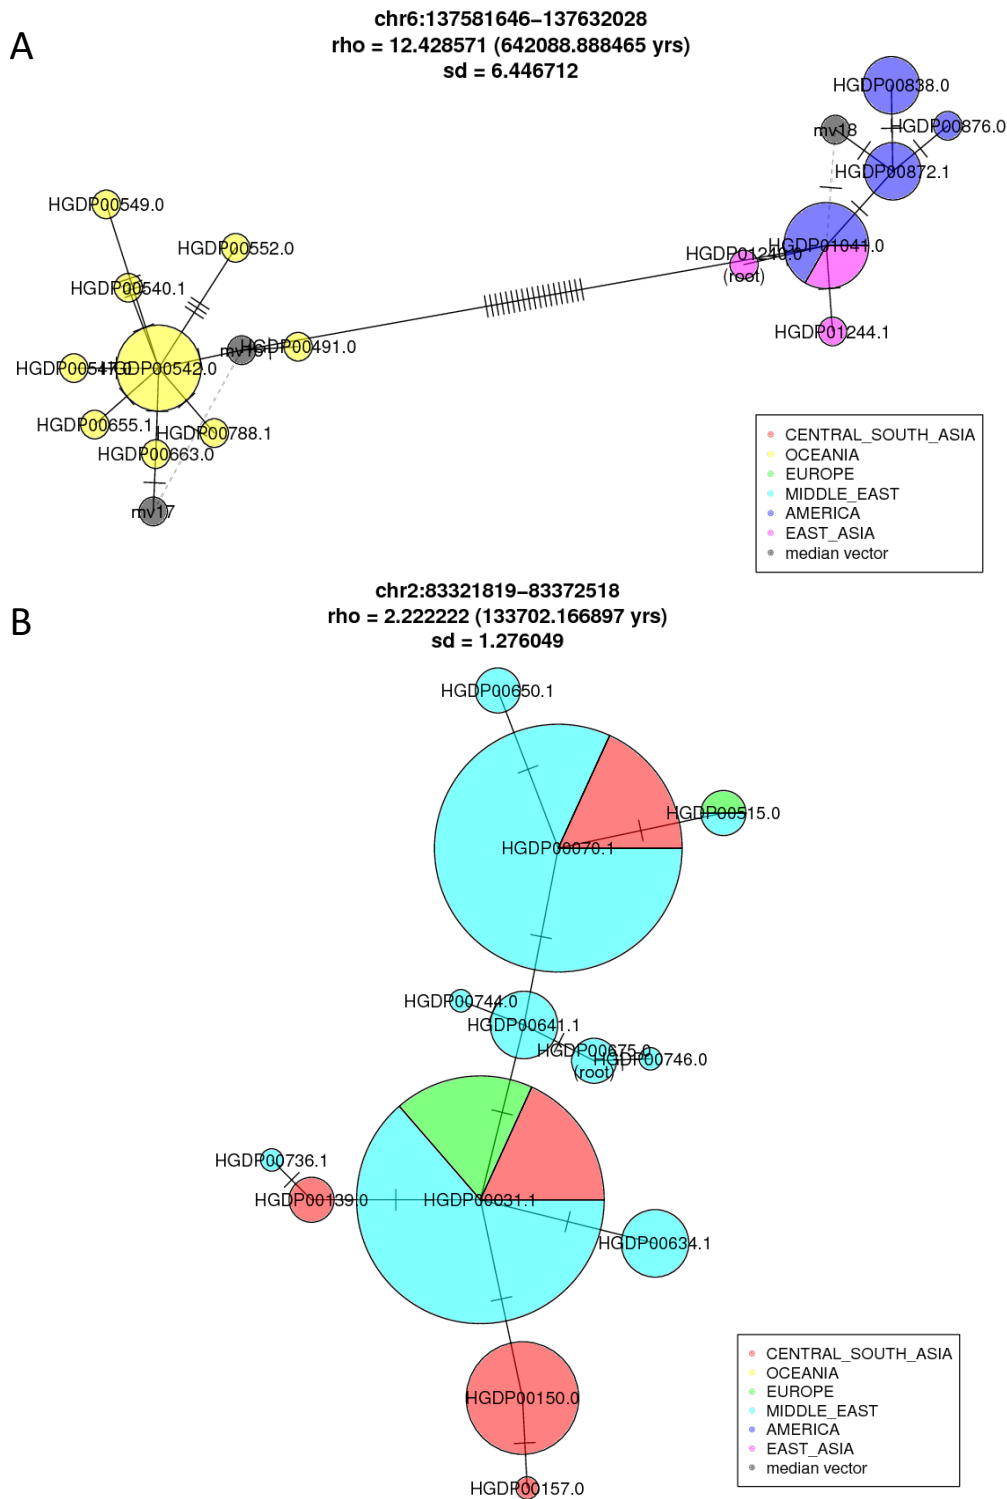 A
chr6:137581646−137632028
rho = 12.428571 (642088.888465 yrs)
sd = 6.446712
HGDP00838.0
mv18
HGDP00876.0
HGDP00872.1
HGDP00549.0
HGDP00552.0
HGDP01041.0
(root)
HGDP00540.1
HGDP01244.1
HGDP00491.0
HGDP00542.0
HGDP00655.1
HGDP00788.1
HGDP00663.0
mv17
CENTRAL_SOUTH_ASIA
OCEANIA
EUROPE
MIDDLE_EAST
AMERICA
EAST_ASIA
median vector
B
chr2:83321819−83372518
rho = 2.222222 (133702.166897 yrs)
sd = 1.276049
HGDP00650.1
HGDP00515.0
HGDP00070.1
HGDP00744.0
HGDP00641.1
HGDP00675.0
(root)
HGDP00746.0
HGDP00736.1
HGDP00139.0
HGDP00031.1
HGDP00634.1
HGDP00150.0
HGDP00157.0
CENTRAL_SOUTH_ASIA
OCEANIA
EUROPE
MIDDLE_EAST
AMERICA
EAST_ASIA
median vector